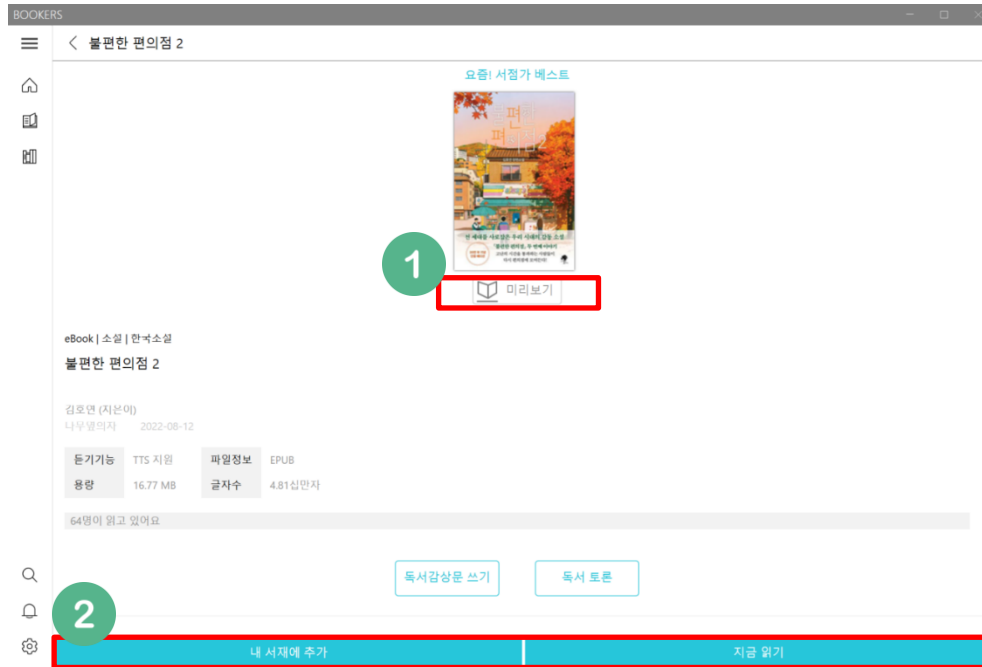 BOOKERS
불편한 편의점 2
요즘! 서점가 베스트
1
미리보기
eBook | 소설 | 한국소설
불편한 편의점 2
김호연 (지은이)
나무옆의자 2022-08-12
듣기기능 TTS 지원 파일정보 EPUB
용량 16.77 MB 글자수 4.81십만자
64명이 읽고 있어요
독서감상문 쓰기 독서 토론
2
내 서재에 추가 지금 읽기